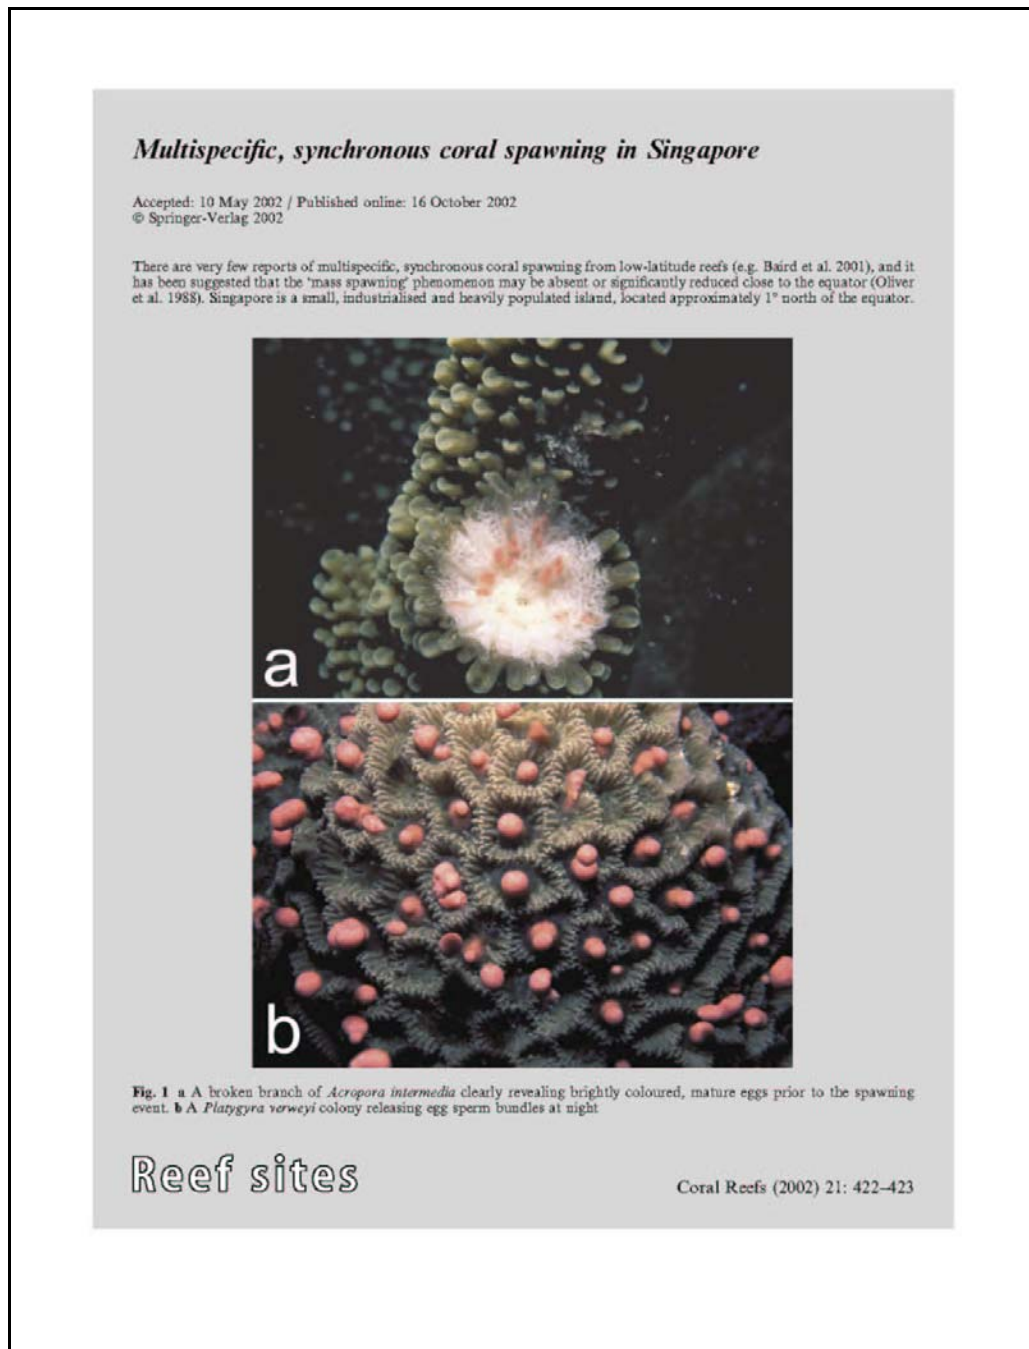 Multispecific, synchronous coral spawning in Singapore
Accepted: 10 May 2002 / Published online: 16 October 2002
© Springer-Verlag 2002
There are very few reports of multispecific, synchronous coral spawning from low-latitude reefs (e.g. Baird et al. 2001), and it
has been suggested that the 'mass spawning' phenomenon may be absent or significantly reduced close to the equator (Oliver
et al. 1988). Singapore is a small, industrialised and heavily populated island, located approximately 1° north of the equator.
a
b
Fig. 1 a A broken branch of Acropora intermedia clearly revealing brightly coloured, mature eggs prior to the spawning
event. b A Platygyra verweyi colony releasing egg sperm bundles at night
Reef sites
Coral Reefs (2002) 21: 422–423